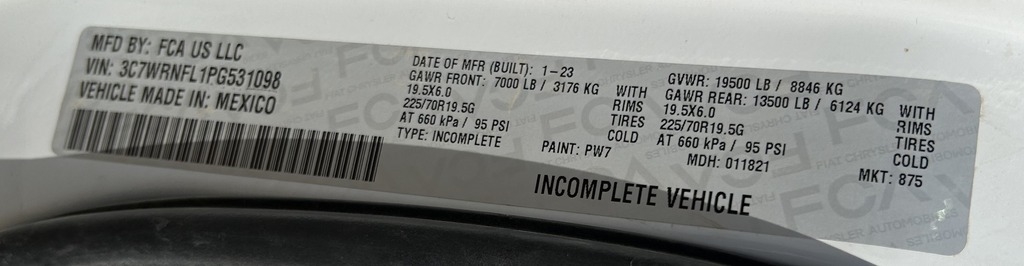 MFD BY: FCA US LLC
VIN: 3C7WRNFL1PG531098
VEHICLE MADE IN: MEXICO
DATE OF MFR (BUILT): 1-23
GAWR FRONT: 7000 LB / 3176 KG WITH
19.5X6.0 RIMS
225/70R19.5G TIRES
AT 660 kPa / 95 PSI COLD
TYPE: INCOMPLETE PAINT: PW7
GVWR: 19500 LB / 8846 KG
GAWR REAR: 13500 LB / 6124 KG WITH
19.5X6.0 RIMS
225/70R19.5G TIRES
AT 660 kPa / 95 PSI COLD
MDH: 011821 MKT: 875
INCOMPLETE VEHICLE